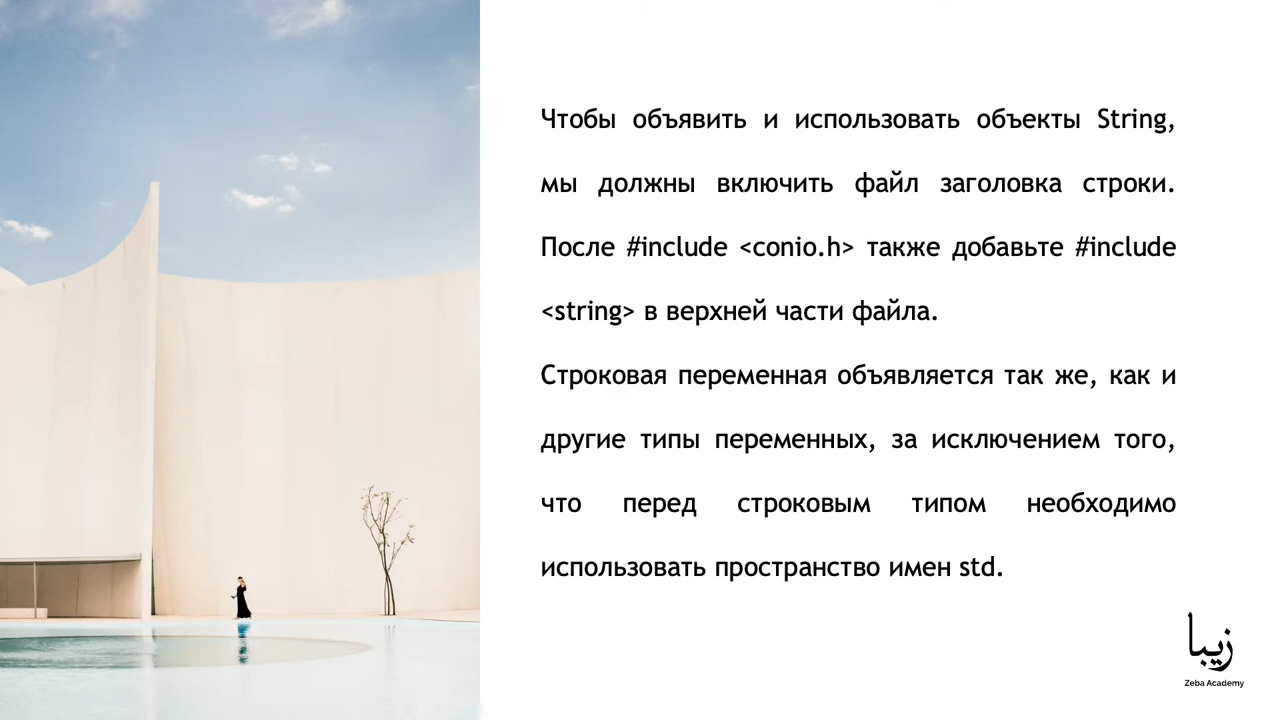 Чтобы объявить и использовать объекты String,
мы должны включить файл заголовка строки.
После #include <conio.h> также добавьте #include
<string> в верхней части файла.
Строковая переменная объявляется так же, как и
другие типы переменных, за исключением того,
что перед строковым типом необходимо
использовать пространство имен std.
زيبا
Zeba Academy